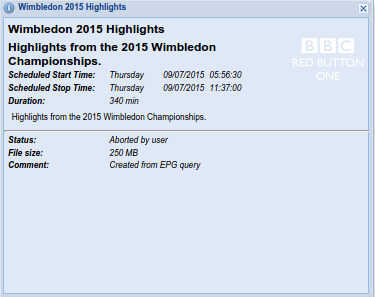 Wimbledon 2015 Highlights
Wimbledon 2015 Highlights
Highlights from the 2015 Wimbledon
Championships.
BBC
RED BUTTON
ONE
Scheduled Start Time: Thursday 09/07/2015 05:56:30
Scheduled Stop Time: Thursday 09/07/2015 11:37:00
Duration: 340 min
Highlights from the 2015 Wimbledon Championships.
Status: Aborted by user
File size: 250 MB
Comment: Created from EPG query